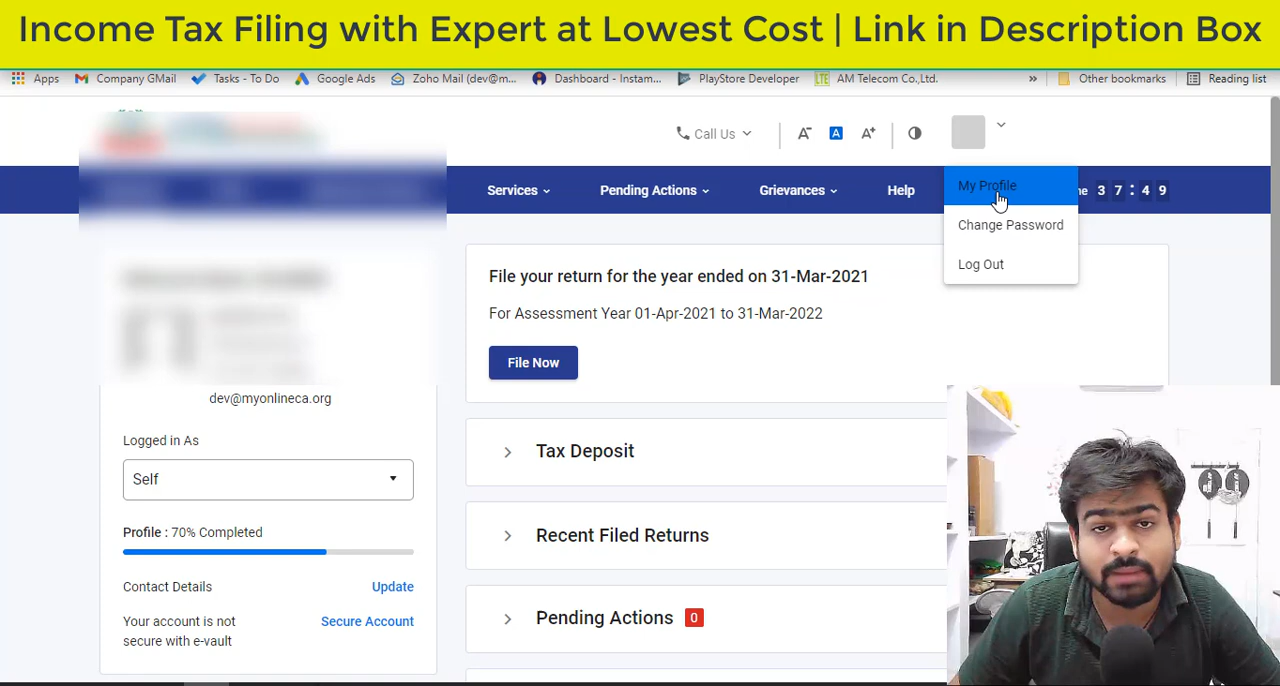 Income Tax Filing with Expert at Lowest Cost | Link in Description Box
Apps Company GMail Tasks - To Do Google Ads Zoho Mail (dev@m... Dashboard - Instam... PlayStore Developer LTE AM Telecom Co.,Ltd. » Other bookmarks Reading list
Call Us A- A A+
Services Pending Actions Grievances Help
3 7 : 4 9
My Profile
Change Password
Log Out
File your return for the year ended on 31-Mar-2021
For Assessment Year 01-Apr-2021 to 31-Mar-2022
File Now
dev@myonlineca.org
Logged in As
Self
Profile : 70% Completed
Contact Details Update
Your account is not
secure with e-vault
Secure Account
Tax Deposit
Recent Filed Returns
Pending Actions 0